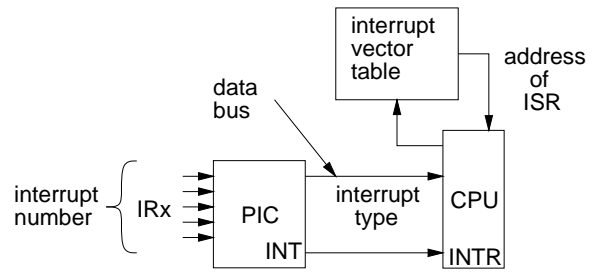 interrupt
vector
table
address
of
ISR
data
bus
interrupt
number
IRx
PIC
INT
interrupt
type
CPU
INTR